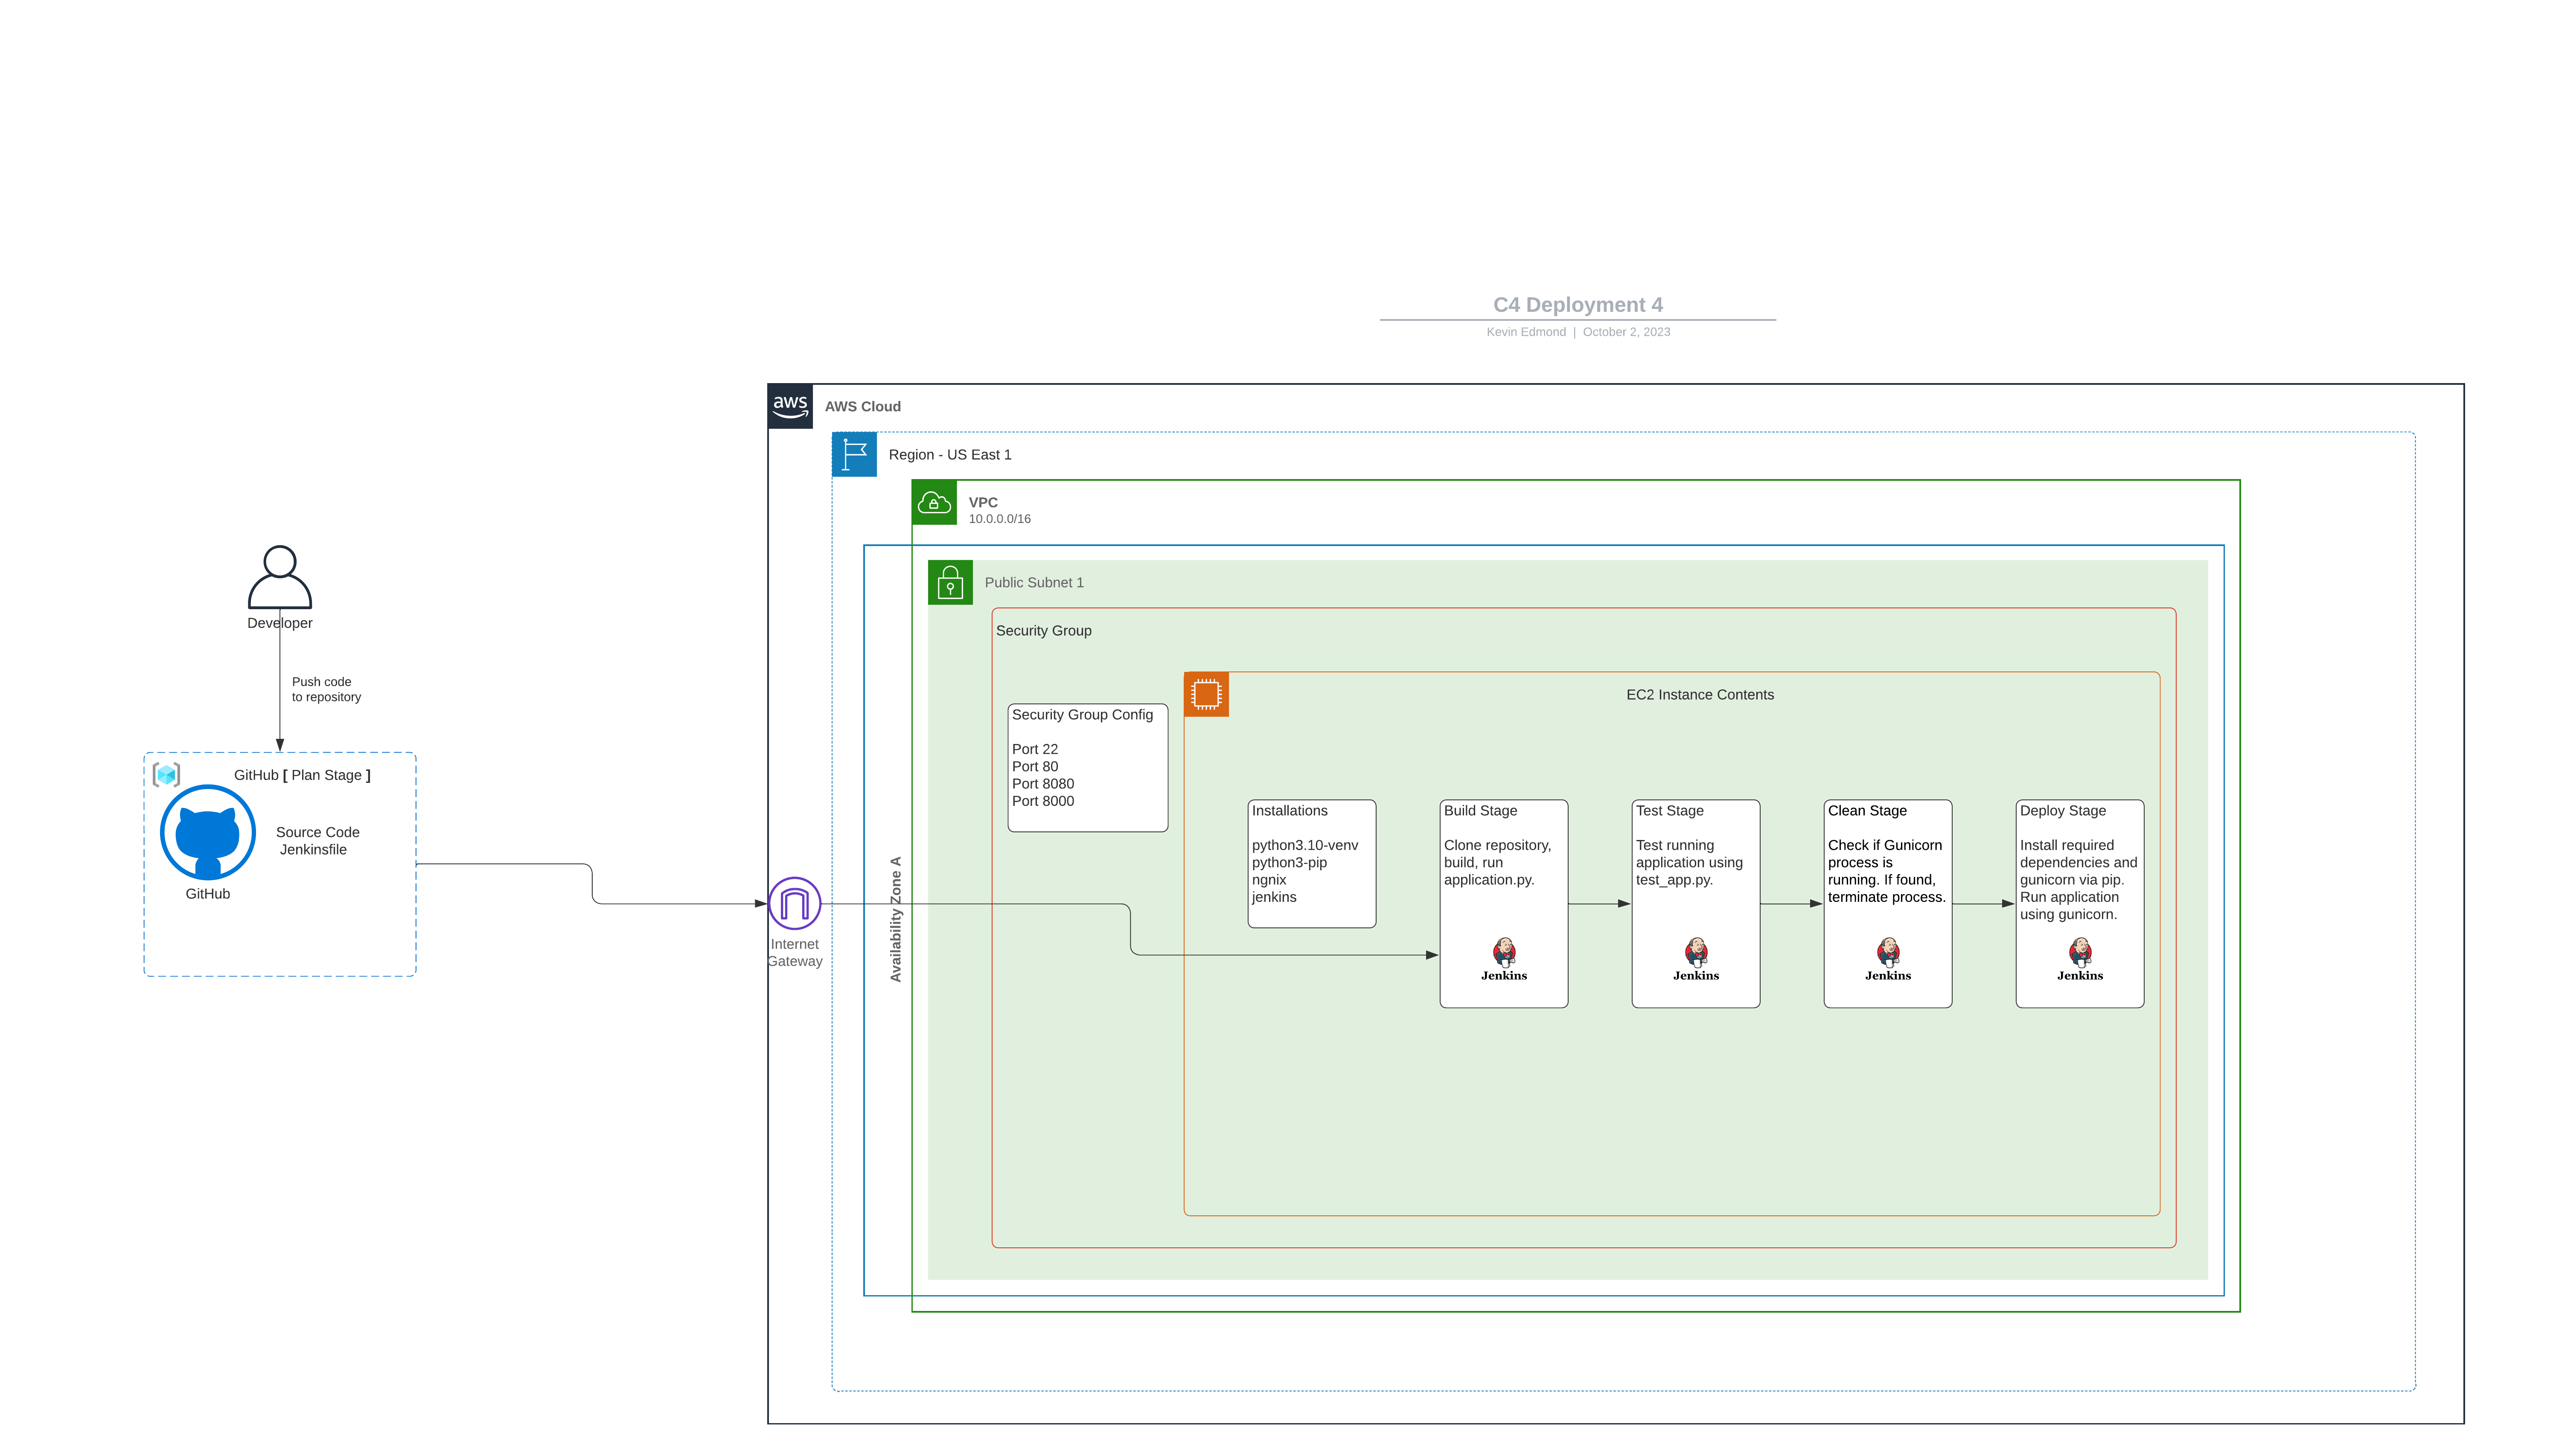 C4 Deployment 4
Kevin Edmond | October 2, 2023
aws
AWS Cloud
Region - US East 1
VPC
10.0.0.0/16
Public Subnet 1
Security Group
EC2 Instance Contents
Developer
Push code
to repository
GitHub [ Plan Stage ]
Source Code
Jenkinsfile
GitHub
Internet
Gateway
Availability Zone A
Security Group Config
Port 22
Port 80
Port 8080
Port 8000
Installations
python3.10-venv
python3-pip
ngnix
jenkins
Build Stage
Clone repository,
build, run
application.py.
Jenkins
Test Stage
Test running
application using
test_app.py.
Jenkins
Clean Stage
Check if Gunicorn
process is
running. If found,
terminate process.
Jenkins
Deploy Stage
Install required
dependencies and
gunicorn via pip.
Run application
using gunicorn.
Jenkins